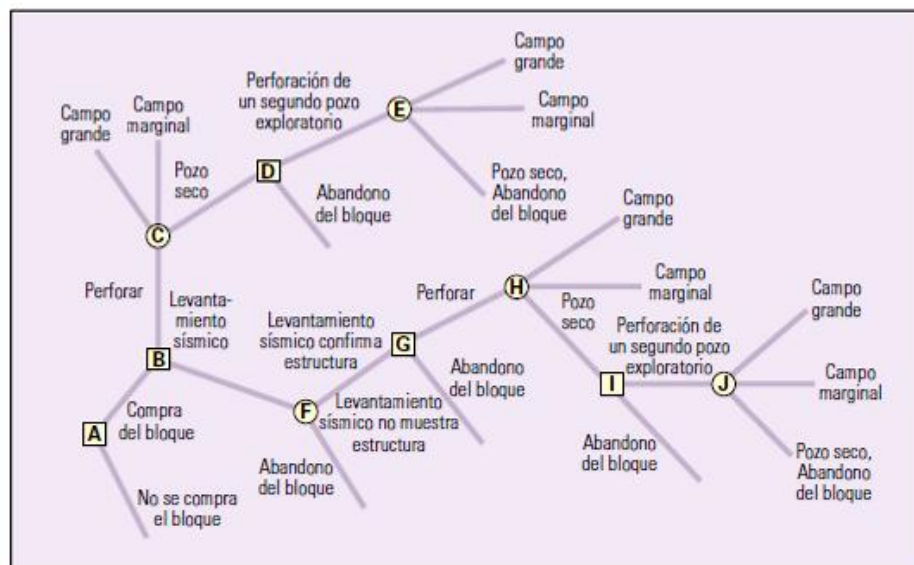 Campo
grande
Campo
marginal
Pozo
seco
Perforación de
un segundo pozo
exploratorio
E
Campo
grande
Campo
marginal
Pozo seco,
Abandono
del bloque
D
Abandono
del bloque
C
Perforar
Levanta-
miento
sísmico
B
A
Compra
del bloque
No se compra
el bloque
Levantamiento
sísmico confirma
estructura
F
Levantamiento
sísmico no muestra
estructura
Abandono
del bloque
G
Perforar
Abandono
del bloque
H
Campo
grande
Campo
marginal
Pozo
seco
Perforación de
un segundo pozo
exploratorio
I
Abandono
del bloque
J
Campo
grande
Campo
marginal
Pozo seco,
Abandono
del bloque